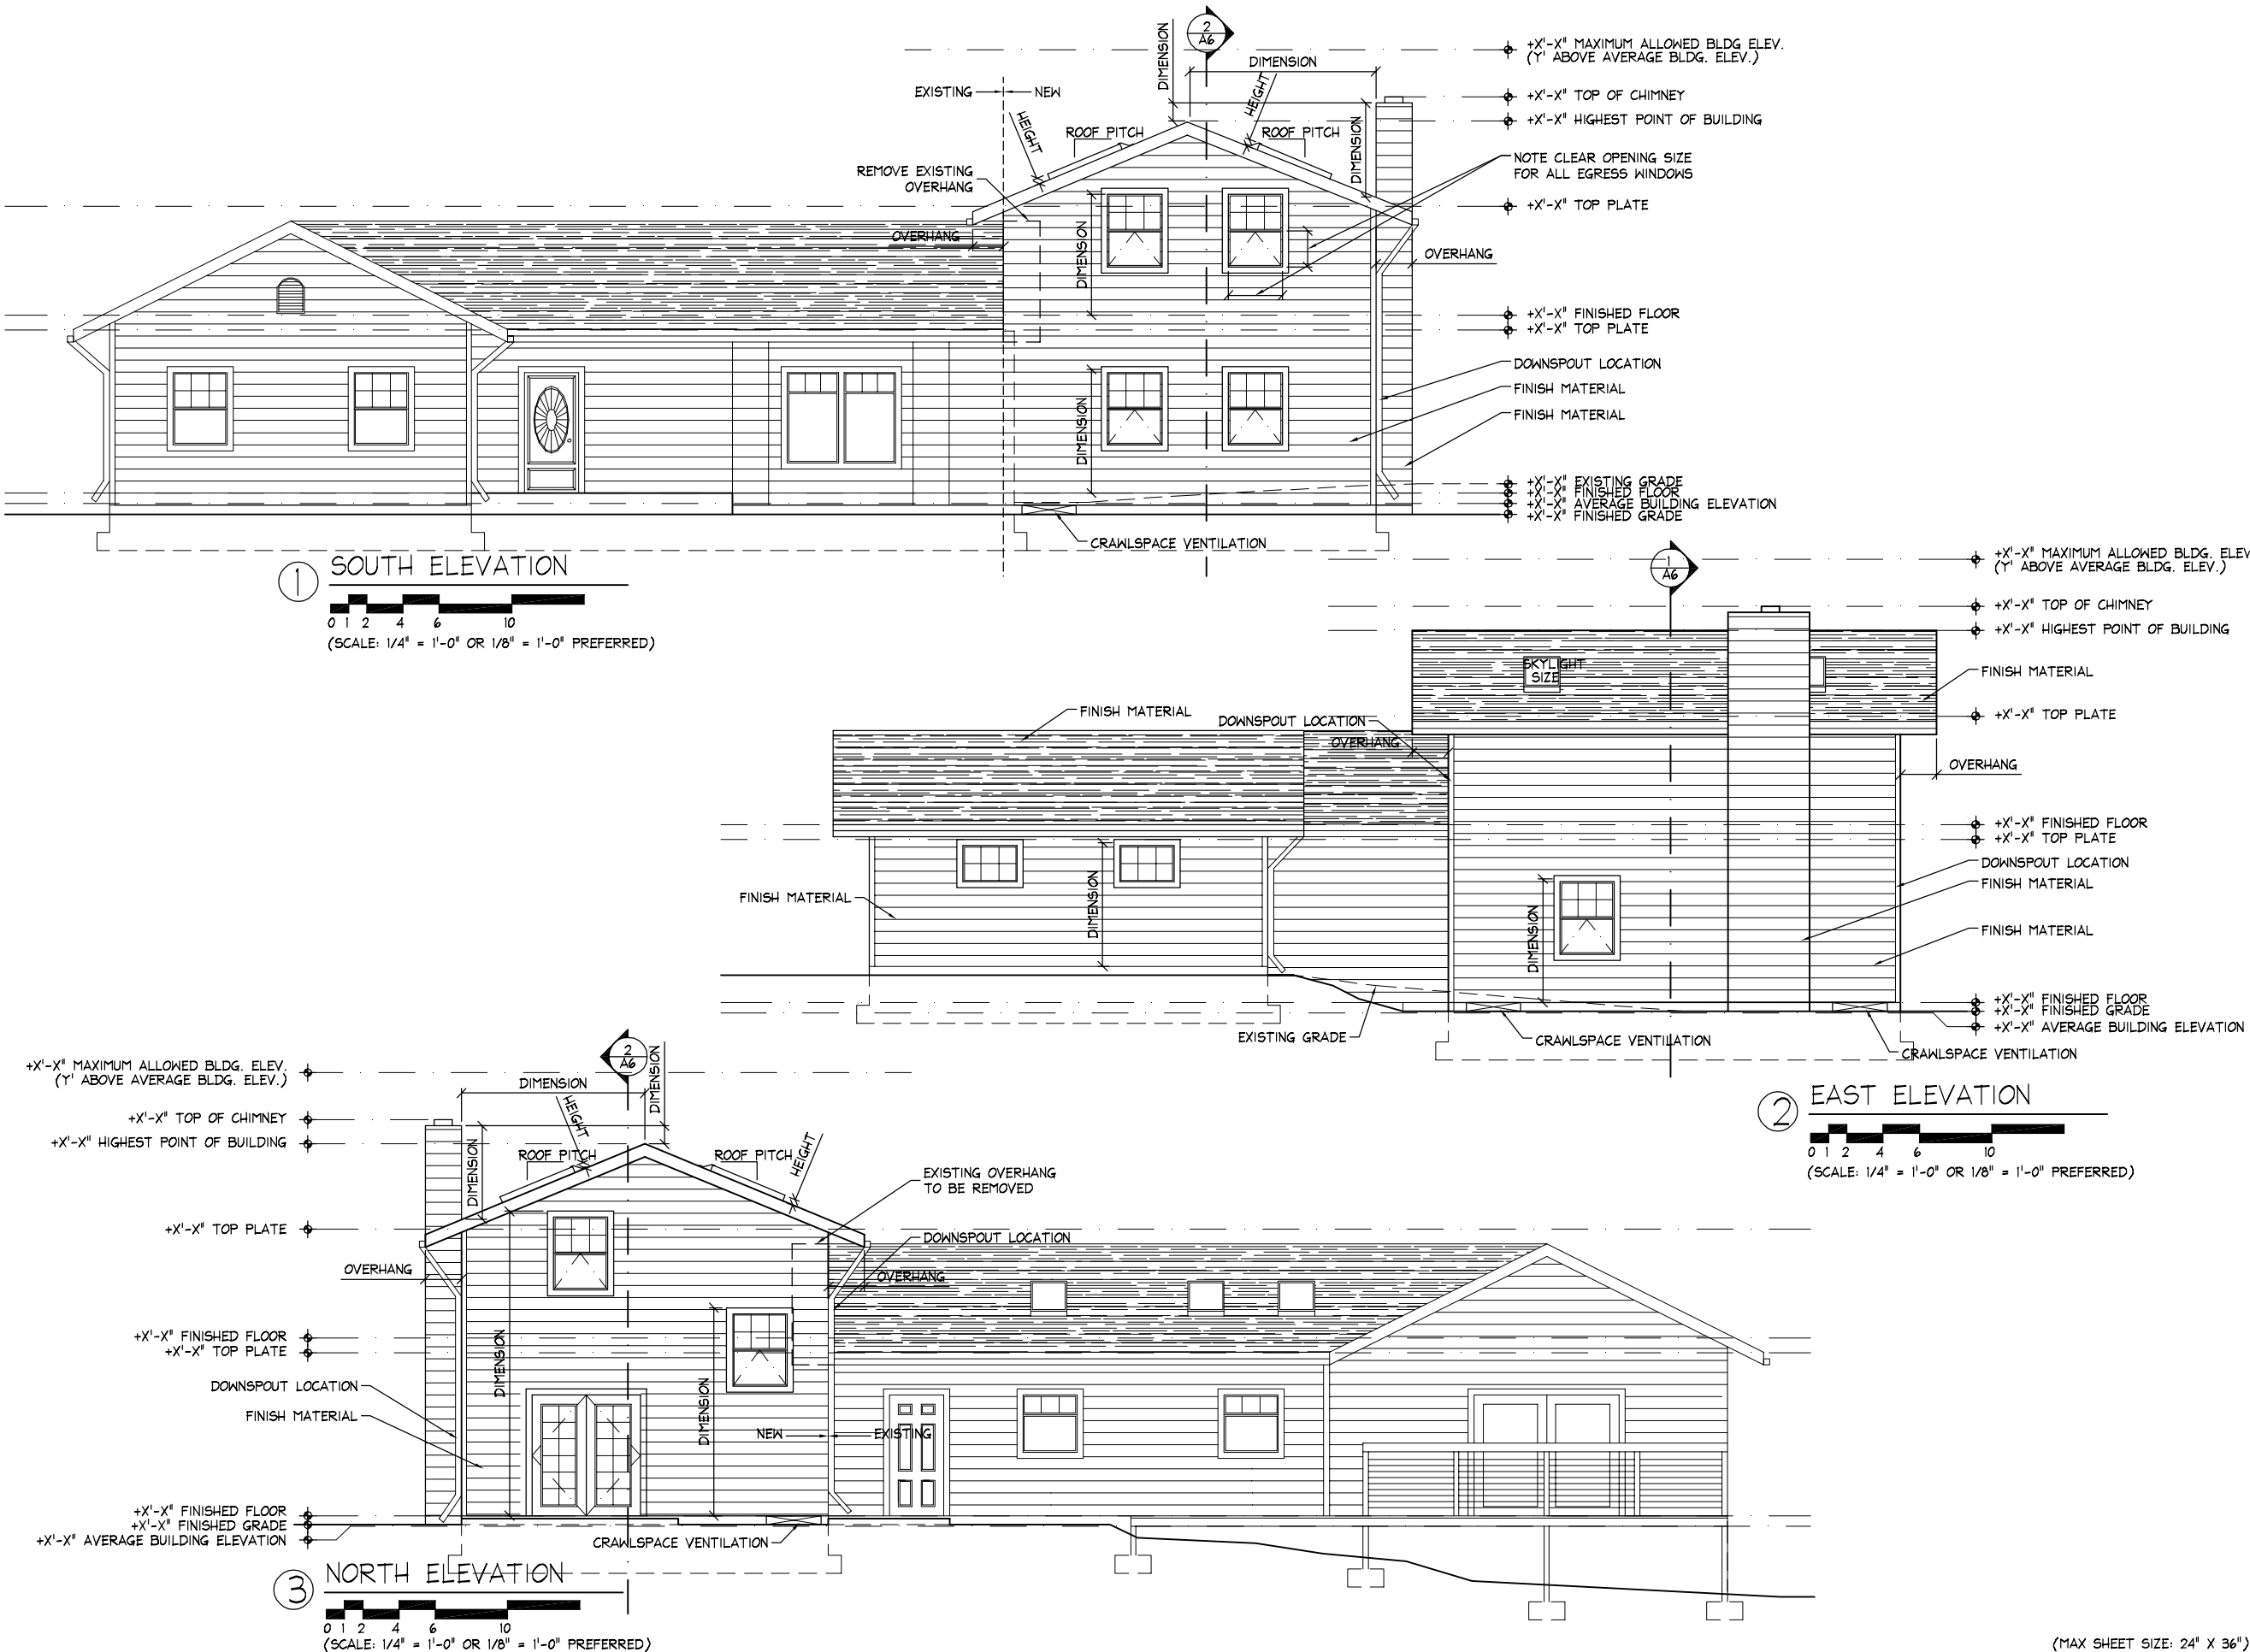 2
A6
+X'-X" MAXIMUM ALLOWED BLDG ELEV.
(Y' ABOVE AVERAGE BLDG. ELEV.)
DIMENSION
DIMENSION
EXISTING
NEW
+X'-X" TOP OF CHIMNEY
HEIGHT
HEIGHT
+X'-X" HIGHEST POINT OF BUILDING
ROOF PITCH
ROOF PITCH
DIMENSION
NOTE CLEAR OPENING SIZE
FOR ALL EGRESS WINDOWS
REMOVE EXISTING
OVERHANG
+X'-X" TOP PLATE
OVERHANG
DIMENSION
OVERHANG
+X'-X" FINISHED FLOOR
+X'-X" TOP PLATE
DOWNSPOUT LOCATION
FINISH MATERIAL
FINISH MATERIAL
DIMENSION
+X'-X" EXISTING GRADE
+X'-X" FINISHED FLOOR
+X'-X" AVERAGE BUILDING ELEVATION
+X'-X" FINISHED GRADE
CRAWLSPACE VENTILATION
1
SOUTH ELEVATION
0 1 2 4 6 10
(SCALE: 1/4" = 1'-0" OR 1/8" = 1'-0" PREFERRED)
1
A6
+X'-X" MAXIMUM ALLOWED BLDG. ELEV
(Y' ABOVE AVERAGE BLDG. ELEV.)
+X'-X" TOP OF CHIMNEY
+X'-X" HIGHEST POINT OF BUILDING
SKYLIGHT
SIZE
FINISH MATERIAL
FINISH MATERIAL
DOWNSPOUT LOCATION
+X'-X" TOP PLATE
OVERHANG
OVERHANG
+X'-X" FINISHED FLOOR
+X'-X" TOP PLATE
DOWNSPOUT LOCATION
FINISH MATERIAL
FINISH MATERIAL
DIMENSION
DIMENSION
FINISH MATERIAL
+X'-X" FINISHED FLOOR
+X'-X" FINISHED GRADE
+X'-X" AVERAGE BUILDING ELEVATION
EXISTING GRADE
CRAWLSPACE VENTILATION
CRAWLSPACE VENTILATION
2
EAST ELEVATION
0 1 2 4 6 10
(SCALE: 1/4" = 1'-0" OR 1/8" = 1'-0" PREFERRED)
2
A6
+X'-X" MAXIMUM ALLOWED BLDG. ELEV.
(Y' ABOVE AVERAGE BLDG. ELEV.)
DIMENSION
DIMENSION
+X'-X" TOP OF CHIMNEY
HEIGHT
HEIGHT
+X'-X" HIGHEST POINT OF BUILDING
ROOF PITCH
ROOF PITCH
DIMENSION
EXISTING OVERHANG
TO BE REMOVED
+X'-X" TOP PLATE
DOWNSPOUT LOCATION
OVERHANG
OVERHANG
+X'-X" FINISHED FLOOR
+X'-X" TOP PLATE
DIMENSION
DIMENSION
DOWNSPOUT LOCATION
FINISH MATERIAL
NEW
EXISTING
+X'-X" FINISHED FLOOR
+X'-X" FINISHED GRADE
+X'-X" AVERAGE BUILDING ELEVATION
CRAWLSPACE VENTILATION
3
NORTH ELEVATION
0 1 2 4 6 10
(SCALE: 1/4" = 1'-0" OR 1/8" = 1'-0" PREFERRED)
(MAX SHEET SIZE: 24" X 36")